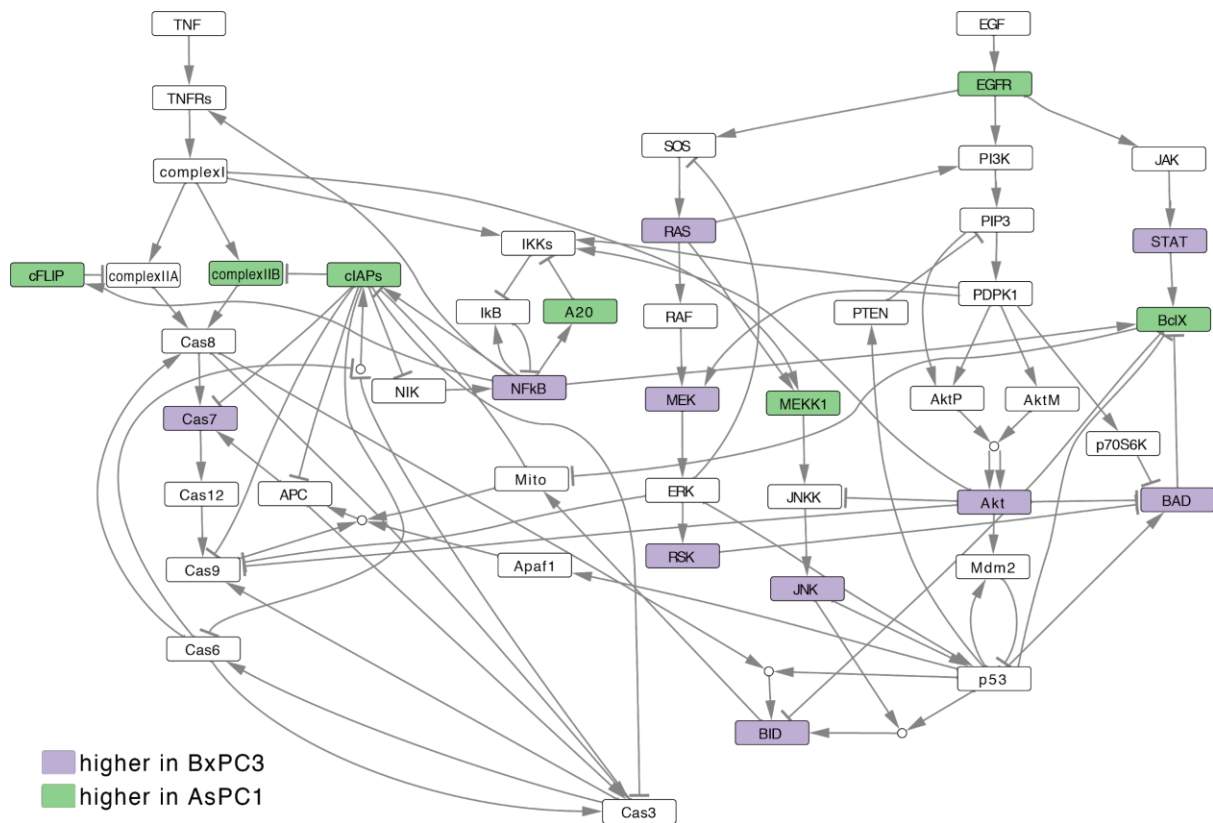 TNF
EGF
TNFRs
EGFR
SOS
complexI
PI3K
JAK
RAS
PIP3
IKKs
STAT
cFLIP
complexIIA
complexIIB
cIAPs
PDPK1
IkB
A20
RAF
PTEN
BclX
Cas8
NIK
NFkB
MEK
MEKK1
AktP
AktM
Cas7
p70S6K
Cas12
APC
Mito
ERK
JNKK
Akt
BAD
Cas9
Apaf1
RSK
Mdm2
JNK
Cas6
p53
BID
higher in BxPC3
higher in AsPC1
Cas3